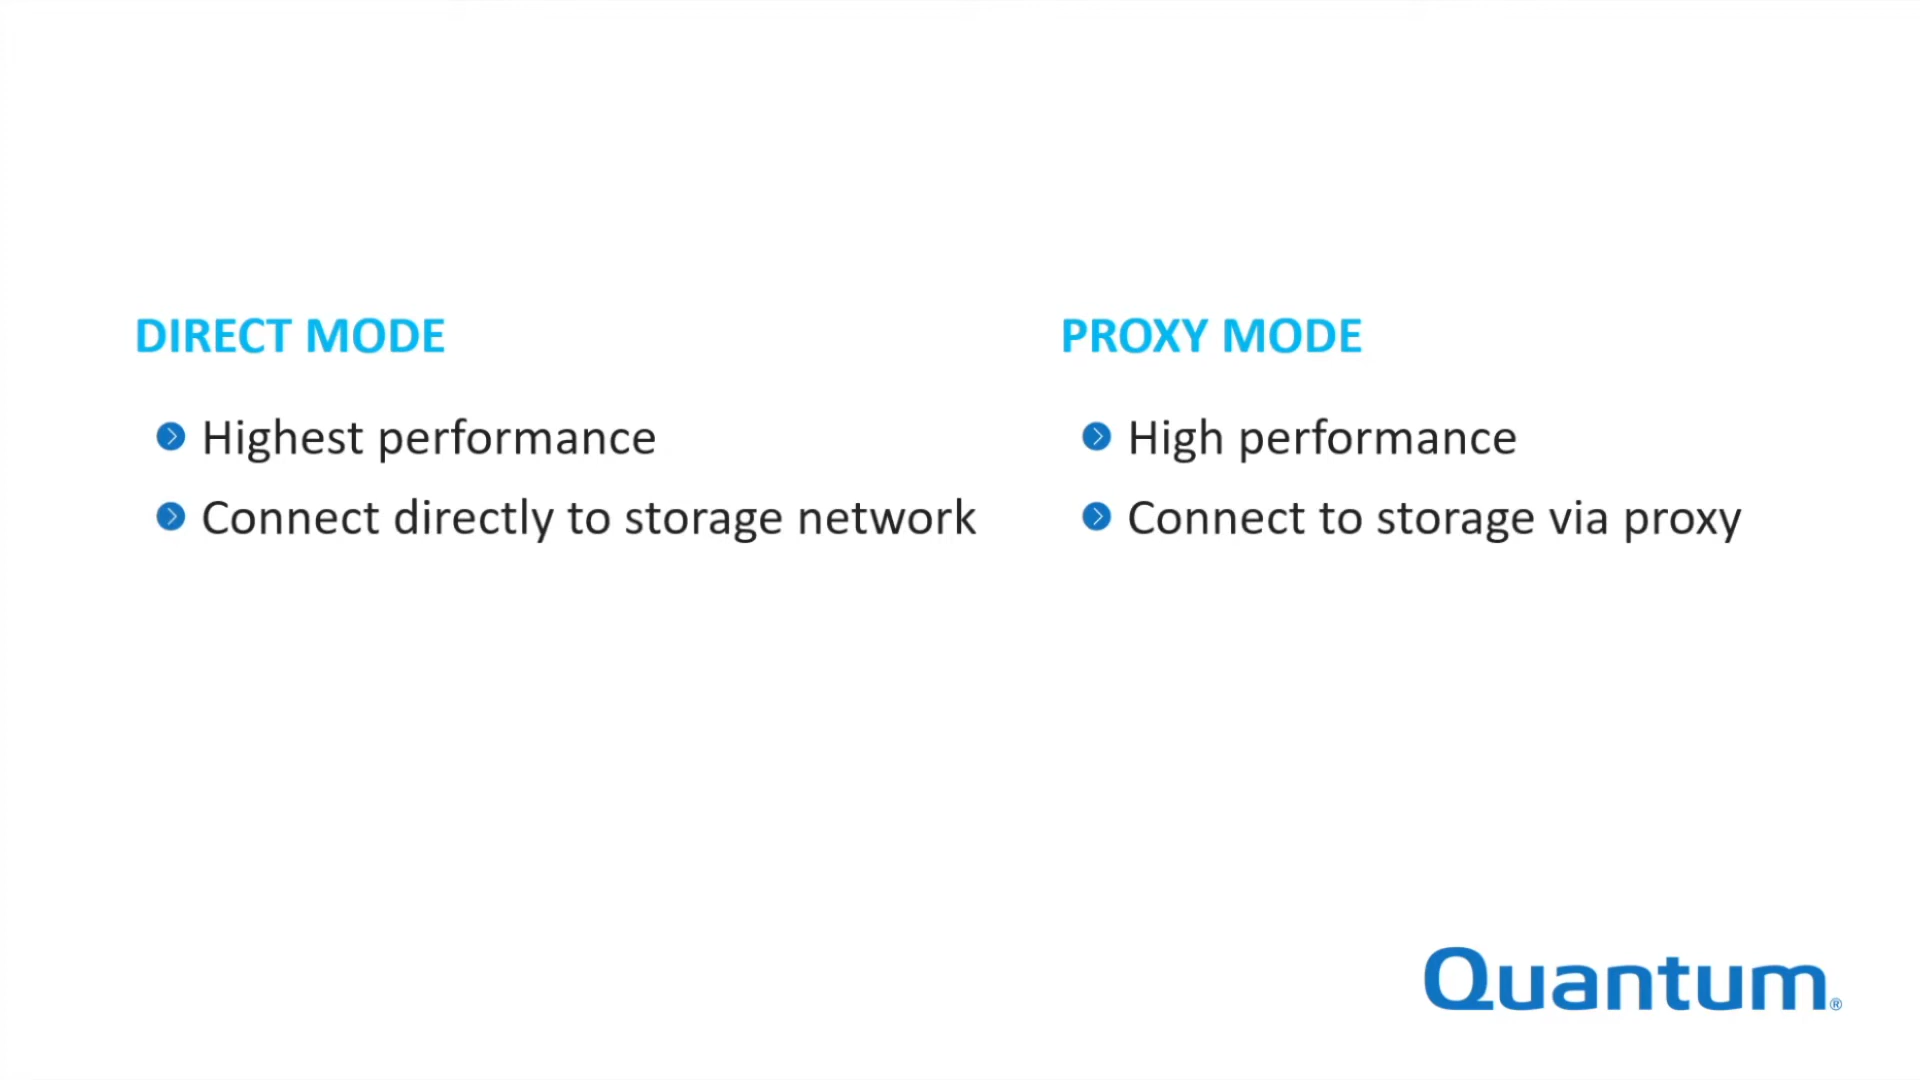 DIRECT MODE
Highest performance
Connect directly to storage network
PROXY MODE
High performance
Connect to storage via proxy
Quantum®